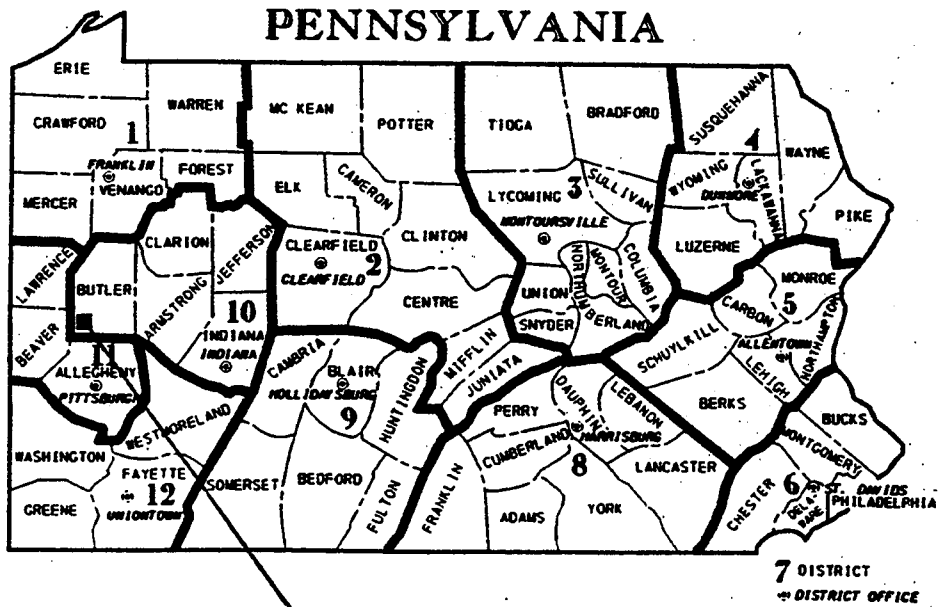 PENNSYLVANIA
ERIE
WARREN
MC KEAN
POTTER
TIOGA
BRADFORD
SUSQUEHANNA
WAYNE
CRAWFORD
1
FRANKLIN
VENANGO
FOREST
ELK
CAMERON
LYCOMING
3
SULLIVAN
4
WYOMING
LACKAWANNA
DUNMORE
PIKE
MERCER
CLARION
JEFFERSON
CLEARFIELD
2
CLEARFIELD
CLINTON
MONTOURSVILLE
COLUMBIA
LUZERNE
MONROE
LAWRENCE
BUTLER
ARMSTRONG
CENTRE
UNION
NORTHUMBERLAND
MONTOUR
SNYDER
CARBON
5
NORTHAMPTON
BEAVER
10
INDIANA
INDIANA
MIFFLIN
JUNIATA
SCHUYLKILL
ALLENTOWN
LEHIGH
11
ALLEGHENY
PITTSBURGH
CAMBRIA
BLAIR
HOLLIDAYSBURG
9
HUNTINGDON
PERRY
DAUPHIN
LEBANON
BERKS
BUCKS
WESTMORELAND
CUMBERLAND
HARRISBURG
8
LANCASTER
MONTGOMERY
WASHINGTON
FAYETTE
12
UNIONTOWN
SOMERSET
BEDFORD
FULTON
FRANKLIN
ADAMS
YORK
CHESTER
6
DELAWARE
ST. DAVIDS
PHILADELPHIA
GREENE
7 DISTRICT
DISTRICT OFFICE